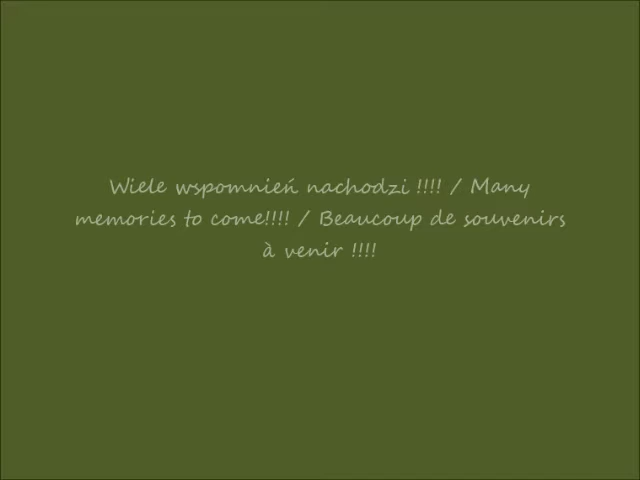 Wiele wspomnień nachodzi !!!! / Many
memories to come!!!! / Beaucoup de souvenirs
à venir !!!!